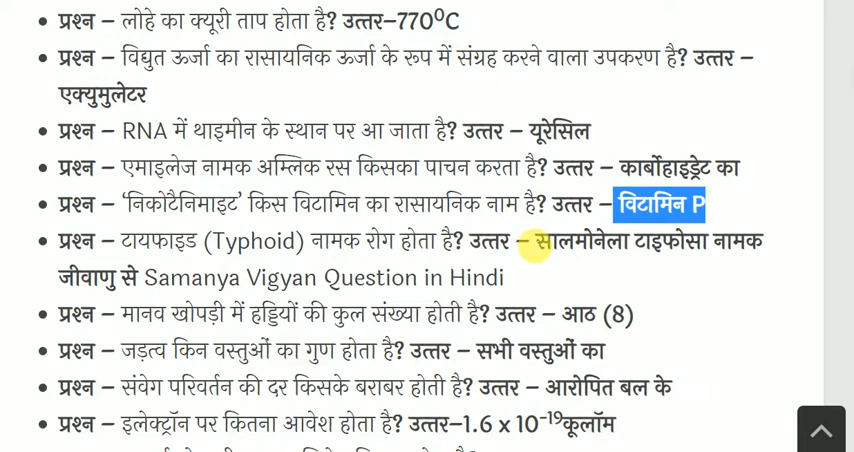 प्रश्न – लोहे का क्यूरी ताप होता है? उत्तर–770⁰C
प्रश्न – विद्युत ऊर्जा का रासायनिक ऊर्जा के रूप में संग्रह करने वाला उपकरण है? उत्तर –
एक्युमुलेटर
प्रश्न – RNA में थाइमीन के स्थान पर आ जाता है? उत्तर – यूरेसिल
प्रश्न – एमाइलेज नामक अम्लिक रस किसका पाचन करता है? उत्तर – कार्बोहाइड्रेट का
प्रश्न – ‘निकोटैनिमाइट’ किस विटामिन का रासायनिक नाम है? उत्तर – विटामिन P
प्रश्न – टायफाइड (Typhoid) नामक रोग होता है? उत्तर – सालमोनेला टाइफोसा नामक
जीवाणु से Samanya Vigyan Question in Hindi
प्रश्न – मानव खोपड़ी में हड्डियों की कुल संख्या होती है? उत्तर – आठ (8)
प्रश्न – जड़त्व किन वस्तुओं का गुण होता है? उत्तर – सभी वस्तुओं का
प्रश्न – संवेग परिवर्तन की दर किसके बराबर होती है? उत्तर – आरोपित बल के
प्रश्न – इलेक्ट्रॉन पर कितना आवेश होता है? उत्तर–1.6 x 10⁻¹⁹कूलॉम